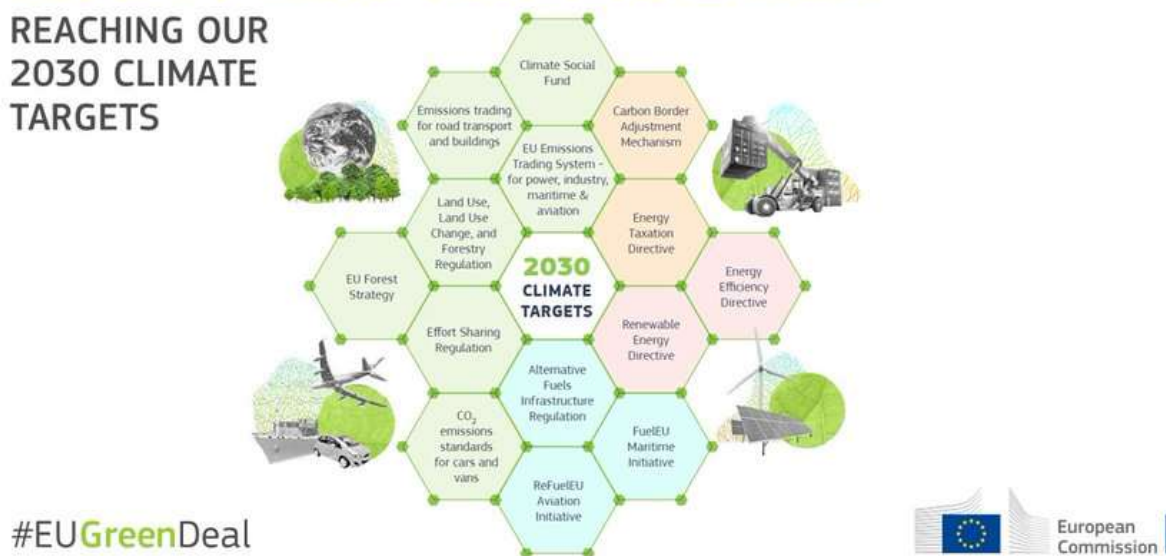 REACHING OUR
2030 CLIMATE
TARGETS
Climate Social
Fund
Emissions trading
for road transport
and buildings
Carbon Border
Adjustment
Mechanism
EU Emissions
Trading System -
for power, industry,
maritime &
aviation
Land Use,
Land Use
Change, and
Forestry
Regulation
Energy
Taxation
Directive
EU Forest
Strategy
2030
CLIMATE
TARGETS
Energy
Efficiency
Directive
Effort Sharing
Regulation
Renewable
Energy
Directive
Alternative
Fuels
Infrastructure
Regulation
CO2
emissions
standards
for cars and
vans
FuelEU
Maritime
Initiative
ReFuelEU
Aviation
Initiative
#EUGreenDeal
European
Commission